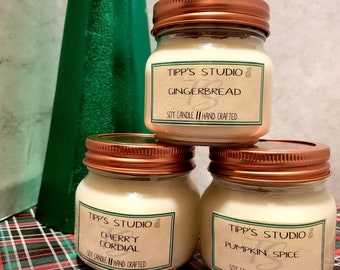 TIPP'S STUDIO
GINGERBREAD
SOY CANDLE // HAND CRAFTED
TIPP'S STUDIO
CHERRY
CORDIAL
SOY CANDLE // HAND CRAFTED
TIPP'S STUDIO
PUMPKIN SPICE
SOY CANDLE // HAND